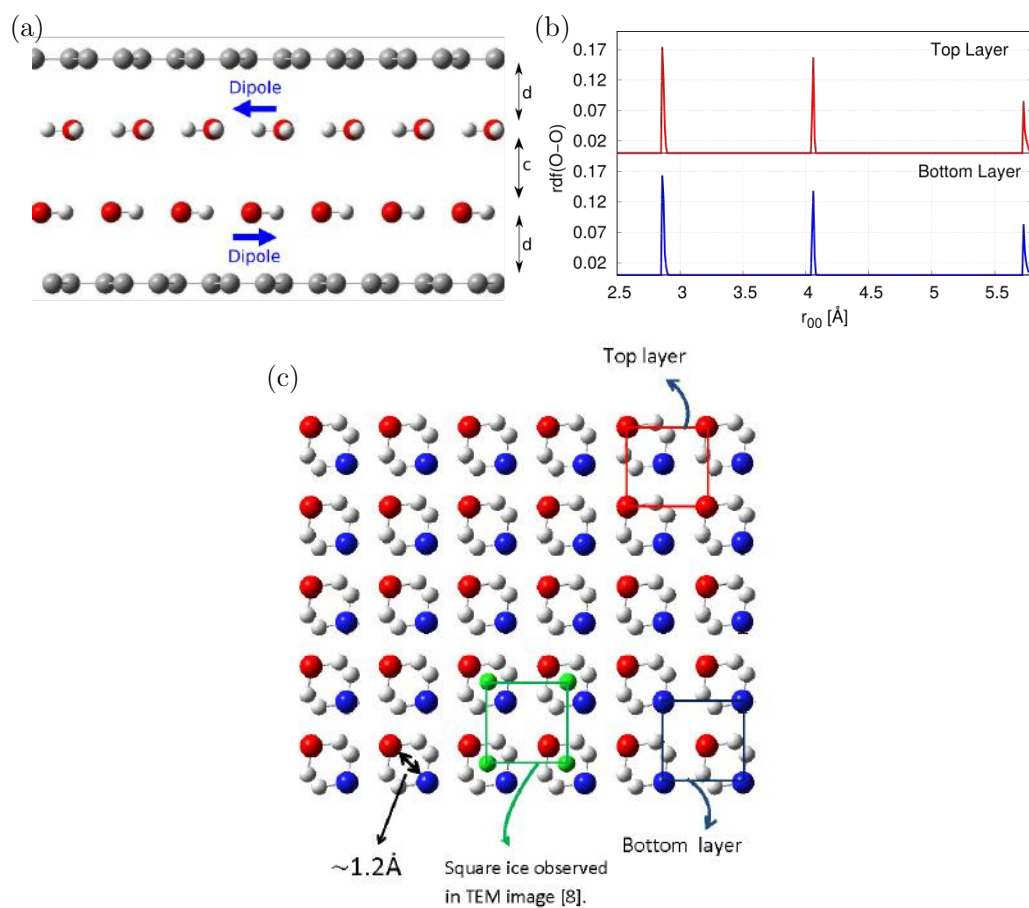 (a)
Dipole
d
c
Dipole
d
(b)
rdf(O−O)
0.17
0.12
0.07
0.02
Top Layer
0.17
0.12
0.07
0.02
Bottom Layer
2.5 3 3.5 4 4.5 5 5.5
r00 [Å]
(c)
Top layer
~1.2Å
Square ice observed
in TEM image [8].
Bottom layer